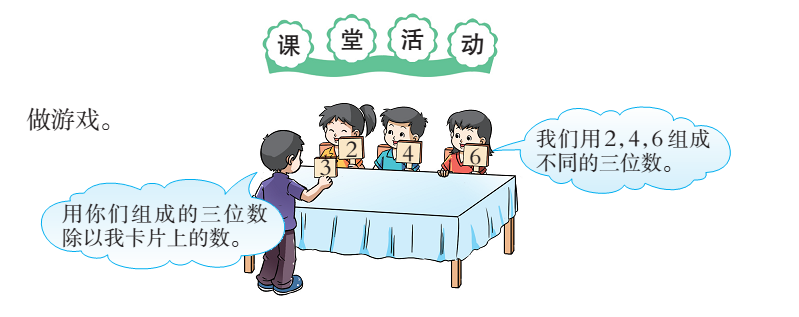 课堂活动
做游戏。
2
4
6
3
我们用2,4,6组成
不同的三位数。
用你们组成的三位数
除以我卡片上的数。